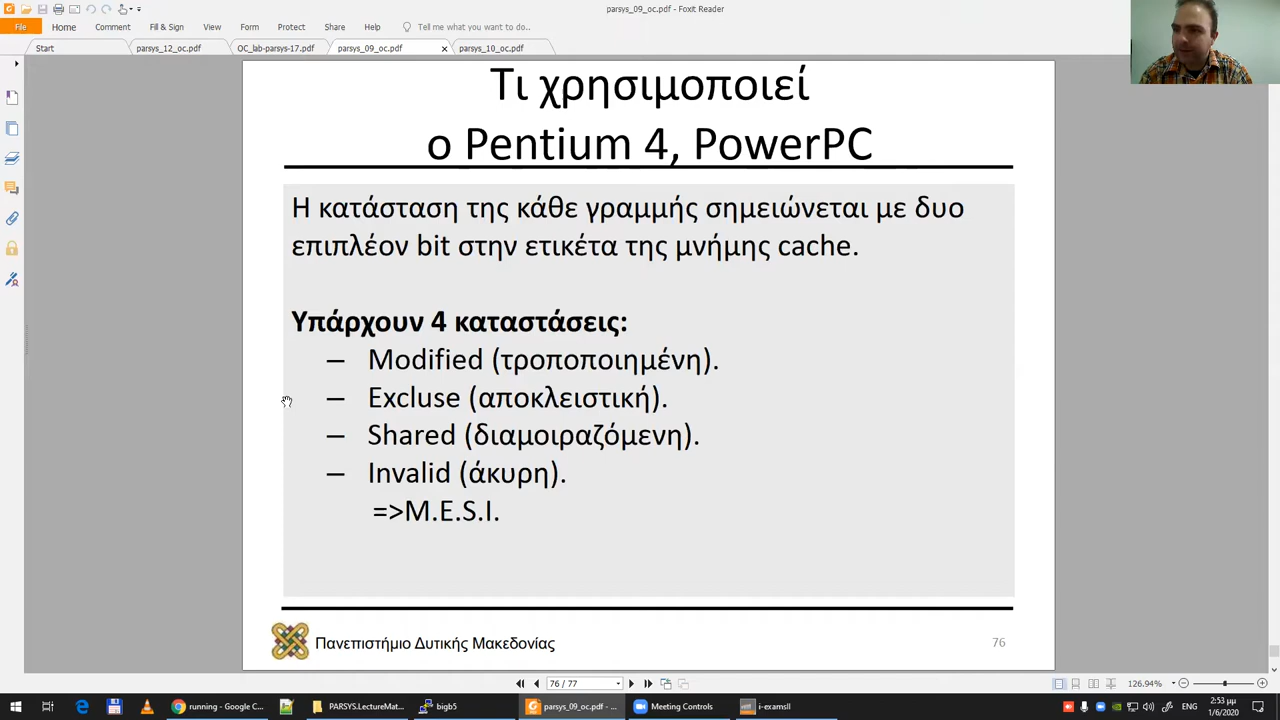 parsys_09_oc.pdf - Foxit Reader
File Home Comment Fill & Sign View Form Protect Share Help Tell me what you want to do..
Start parsys_12_oc.pdf OC_lab-parsys-17.pdf parsys_09_oc.pdf parsys_10_oc.pdf
Τι χρησιμοποιεί
ο Pentium 4, PowerPC
Η κατάσταση της κάθε γραμμής σημειώνεται με δυο
επιπλέον bit στην ετικέτα της μνήμης cache.
Υπάρχουν 4 καταστάσεις:
– Modified (τροποποιημένη).
– Excluse (αποκλειστική).
– Shared (διαμοιραζόμενη).
– Invalid (άκυρη).
=>M.E.S.I.
Πανεπιστήμιο Δυτικής Μακεδονίας
76
76 / 77
126.94%
running - Google C... PARSYS.LectureMat... bigb5 parsys_09_oc.pdf - ... Meeting Controls i-examsII
ENG
2:53 μμ
1/6/2020